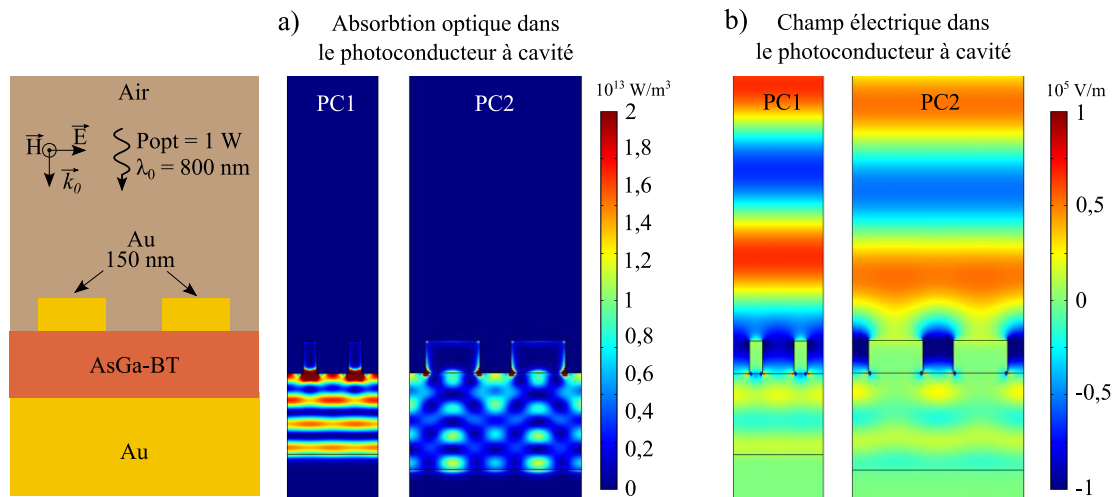 a) Absorbtion optique dans
le photoconducteur à cavité
b) Champ électrique dans
le photoconducteur à cavité
Air
H E
k0
Popt = 1 W
λ0 = 800 nm
Au
150 nm
AsGa-BT
Au
PC1 PC2
10^13 W/m^3
2
1,8
1,6
1,4
1,2
1
0,8
0,6
0,4
0,2
0
PC1 PC2
10^5 V/m
1
0,5
0
-0,5
-1